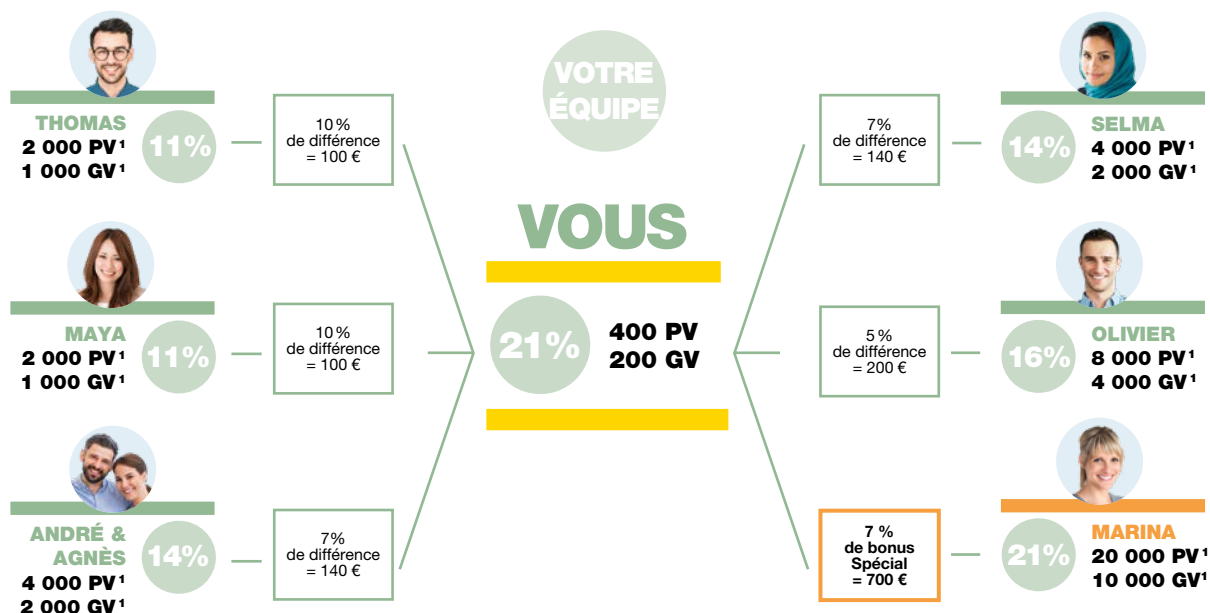 VOTRE
ÉQUIPE
THOMAS
2 000 PV¹
1 000 GV¹
11%
10 %
de différence
= 100 €
MAYA
2 000 PV¹
1 000 GV¹
11%
10 %
de différence
= 100 €
ANDRÉ &
AGNÈS
4 000 PV¹
2 000 GV¹
14%
7 %
de différence
= 140 €
VOUS
21%
400 PV
200 GV
7 %
de différence
= 140 €
14%
SELMA
4 000 PV¹
2 000 GV¹
5 %
de différence
= 200 €
16%
OLIVIER
8 000 PV¹
4 000 GV¹
7 %
de bonus
Spécial
= 700 €
21%
MARINA
20 000 PV¹
10 000 GV¹